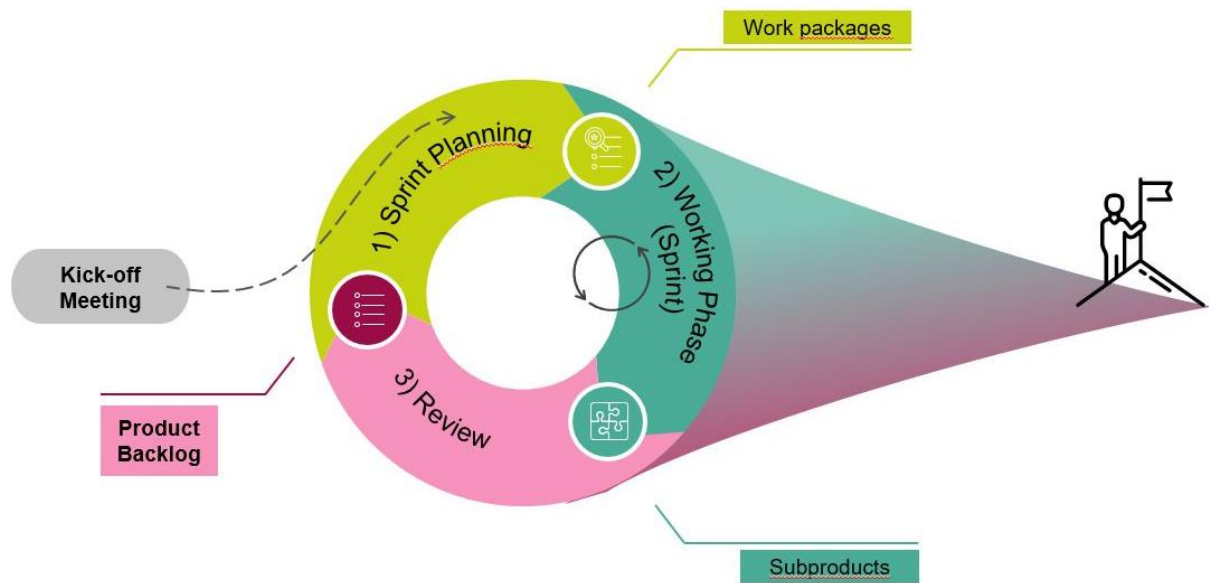 Work packages
1) Sprint Planning
2) Working Phase
(Sprint)
Kick-off
Meeting
3) Review
Product
Backlog
Subproducts